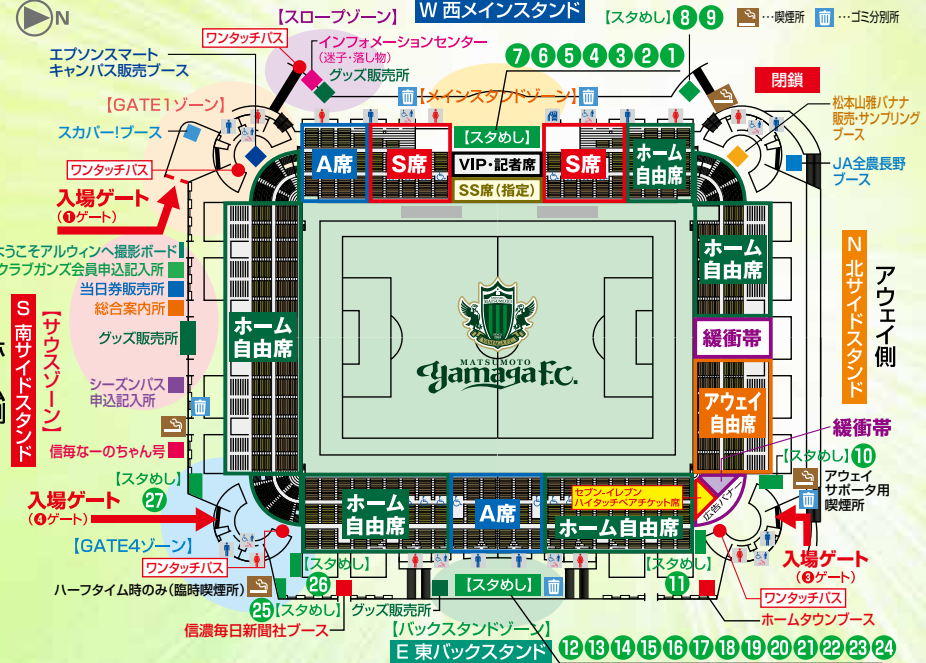 N
【スロープゾーン】
W 西メインスタンド
【スタめし】
8 9
…喫煙所
…ゴミ分別所
ワンタッチパス
インフォメーションセンター
(迷子・落し物)
グッズ販売所
7 6 5 4 3 2 1
エプソンスマート
キャンパス販売ブース
閉鎖
【メインスタンドゾーン】
【GATE1ゾーン】
スカパー!ブース
松本山雅バナナ
販売・サンプリング
ブース
JA全農長野
ブース
ワンタッチパス
入場ゲート
(1ゲート)
A席
S席
【スタめし】
VIP・記者席
SS席(指定)
S席
ホーム
自由席
ようこそアルウィンへ撮影ボード
クラブガンズ会員申込記入所
当日券販売所
総合案内所
グッズ販売所
シーズンパス
申込記入所
信毎なーのちゃん号
【サウスゾーン】
S 南サイドスタンド
ホーム
自由席
MATSUMOTO
yamaga F.C.
ホーム
自由席
緩衝帯
アウェイ
自由席
N 北サイドスタンド
アウェイ側
緩衝帯
【スタめし】10
アウェイ
サポータ用
喫煙所
広告バナー
【スタめし】
27
入場ゲート
(4ゲート)
【GATE4ゾーン】
ワンタッチパス
ハーフタイム時のみ(臨時喫煙所)
ホーム
自由席
A席
セブン-イレブン
ハイタッチペアチケット席
ホーム自由席
入場ゲート
(3ゲート)
ワンタッチパス
ホームタウンブース
26
25【スタめし】
信濃毎日新聞社ブース
グッズ販売所
【スタめし】
【スタめし】
11
【バックスタンドゾーン】
E 東バックスタンド
12 13 14 15 16 17 18 19 20 21 22 23 24